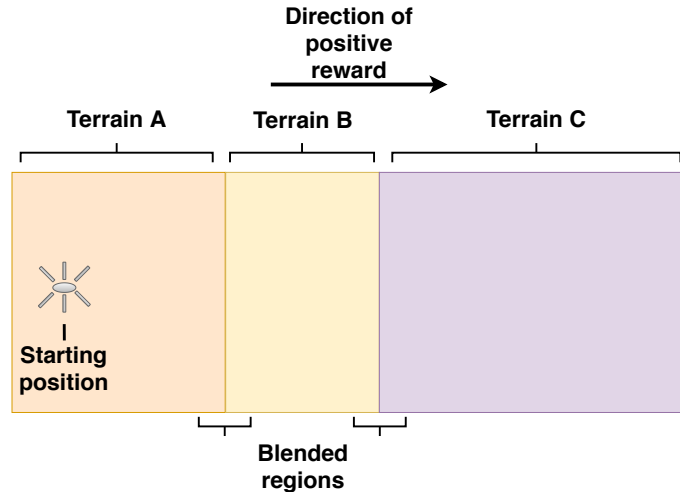 Direction of
positive
reward
Terrain A
Terrain B
Terrain C
Starting
position
Blended
regions